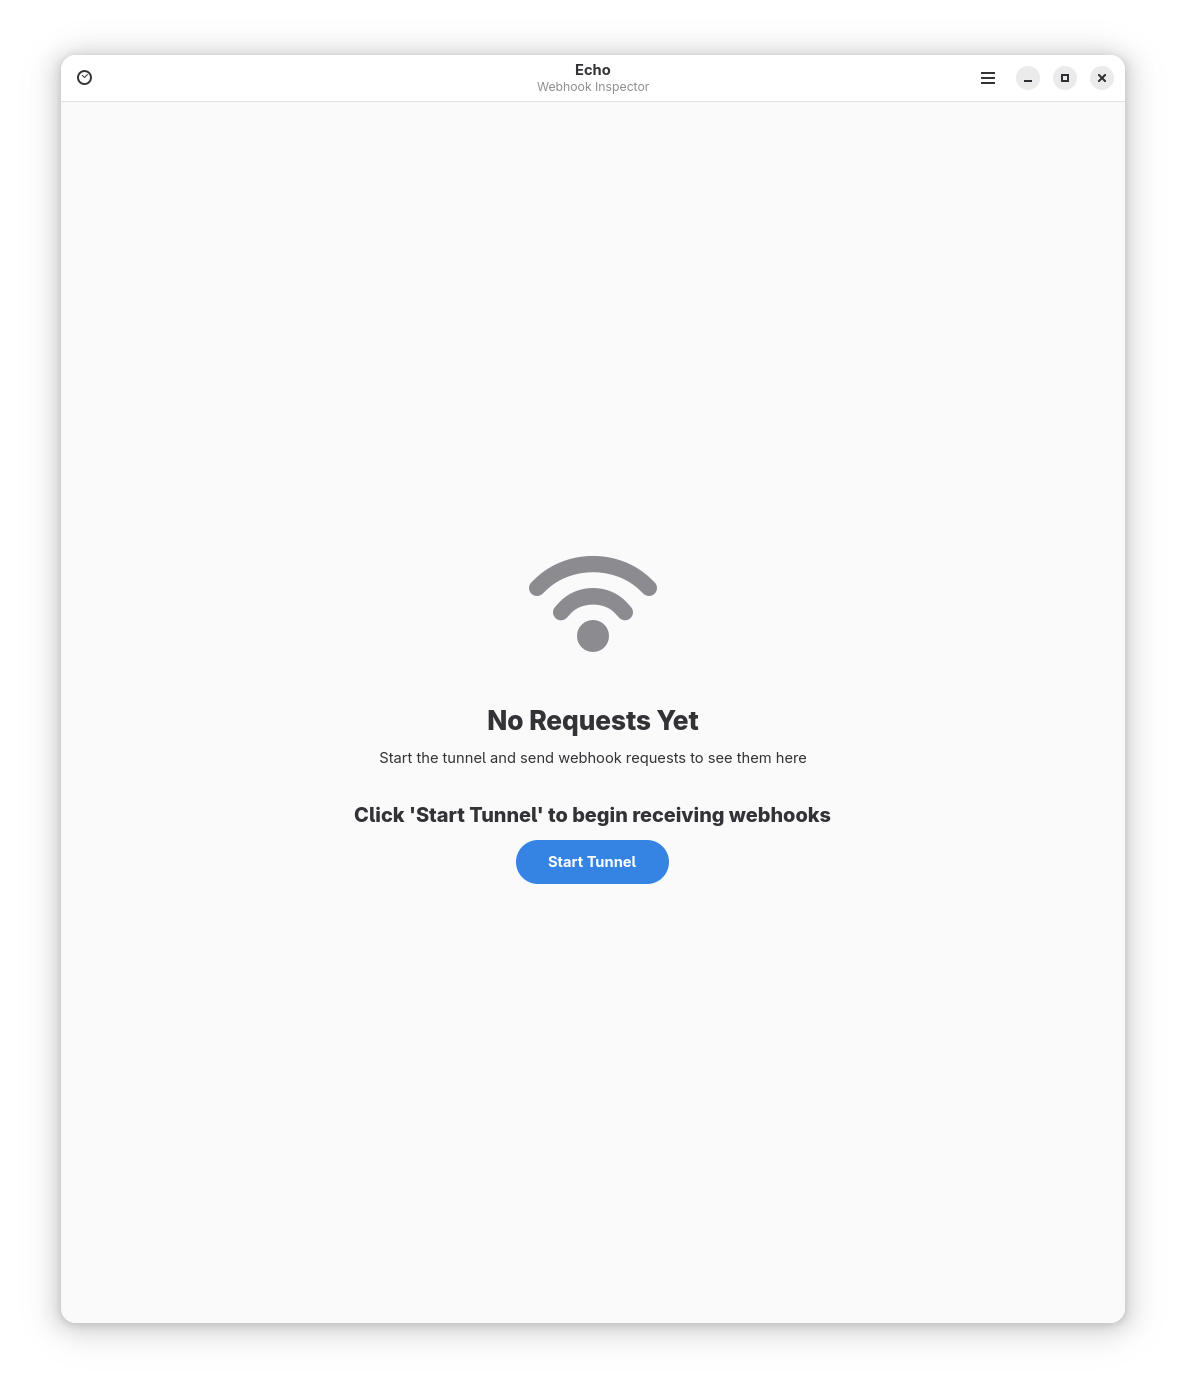 Echo
Webhook Inspector
No Requests Yet
Start the tunnel and send webhook requests to see them here
Click 'Start Tunnel' to begin receiving webhooks
Start Tunnel